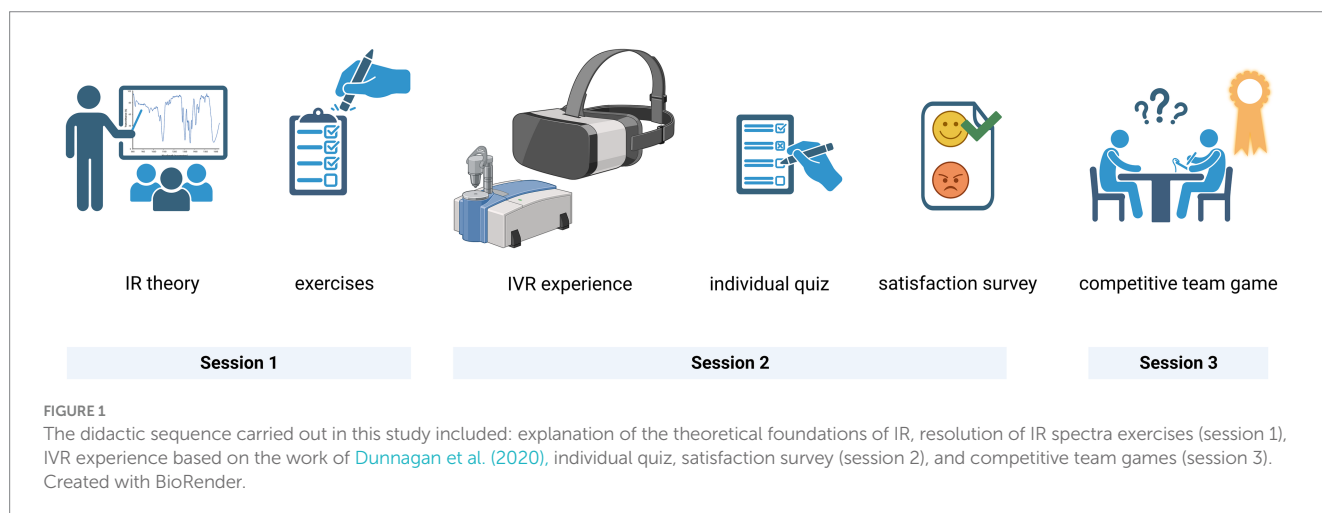 IR theory
exercises
IVR experience
individual quiz
satisfaction survey
competitive team game
Session 1
Session 2
Session 3
FIGURE 1
The didactic sequence carried out in this study included: explanation of the theoretical foundations of IR, resolution of IR spectra exercises (session 1),
IVR experience based on the work of Dunnagan et al. (2020), individual quiz, satisfaction survey (session 2), and competitive team games (session 3).
Created with BioRender.